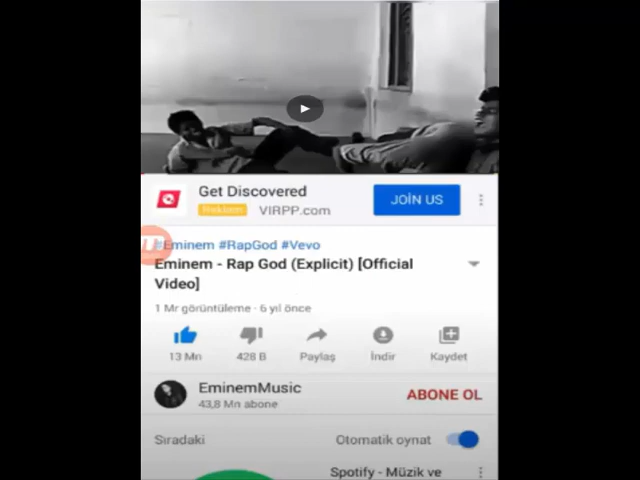 Get Discovered
JOİN US
Reklam VIRPP.com
#Eminem #RapGod #Vevo
Eminem - Rap God (Explicit) [Official
Video]
1 Mr görüntüleme · 6 yıl önce
13 Mn
428 B
Paylaş
İndir
Kaydet
EminemMusic
43,8 Mn abone
ABONE OL
Sıradaki
Otomatik oynat
Spotify - Müzik ve